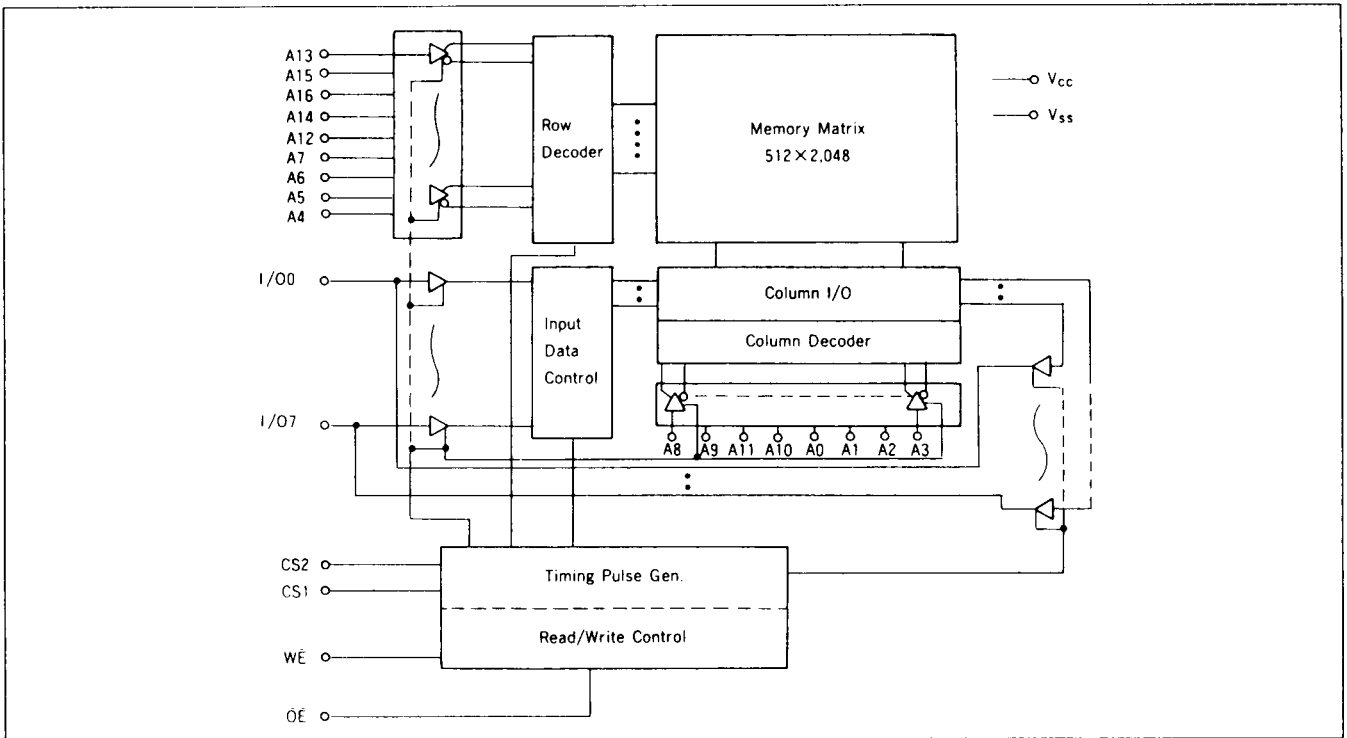 A13
A15
A16
A14
A12
A7
A6
A5
A4
Row
Decoder
Memory Matrix
512×2,048
Vcc
Vss
I/O0
I/O7
Input
Data
Control
Column I/O
Column Decoder
A8 A9 A11 A10 A0 A1 A2 A3
CS2
CS1
WE
OE
Timing Pulse Gen.
Read/Write Control